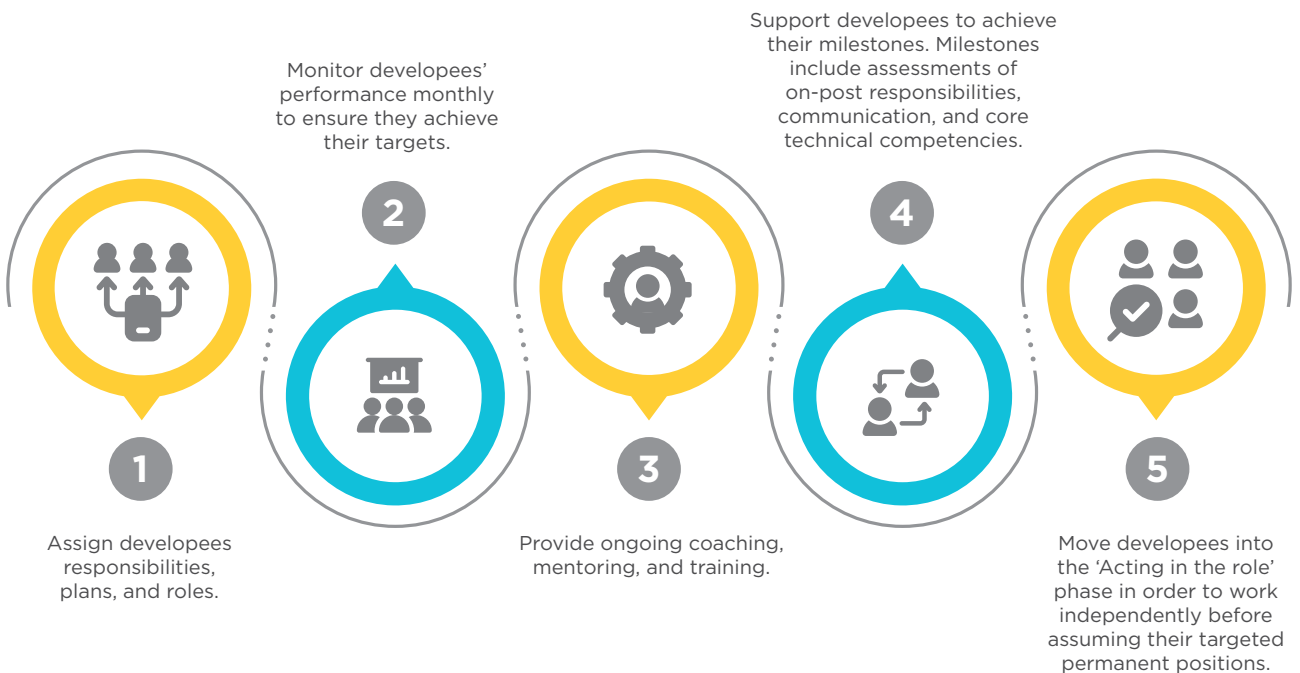 1
Assign developees
responsibilities,
plans, and roles.
Monitor developees’
performance monthly
to ensure they achieve
their targets.
2
3
Provide ongoing coaching,
mentoring, and training.
Support developees to achieve
their milestones. Milestones
include assessments of
on-post responsibilities,
communication, and core
technical competencies.
4
5
Move developees into
the ‘Acting in the role’
phase in order to work
independently before
assuming their targeted
permanent positions.